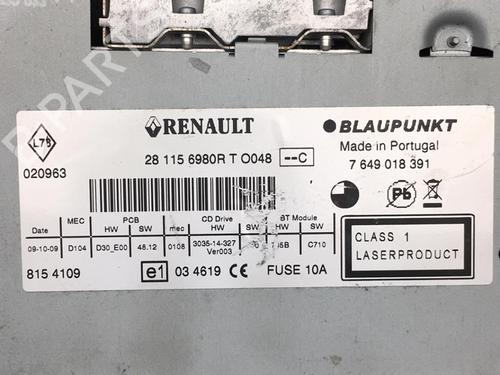 RENAULT
BLAUPUNKT
L78
Made in Portugal
28 115 6980R T O048 --C
7 649 018 391
020963
Pb
MEC PCB CD Drive BT Module
Date HW SW mec HW SW HW SW
09-10-09 D104 D30_E00 48.12 0108 3035-14-327 C710
Ver003
CLASS 1
LASERPRODUCT
815 4109 e1 03 4619 CE FUSE 10A